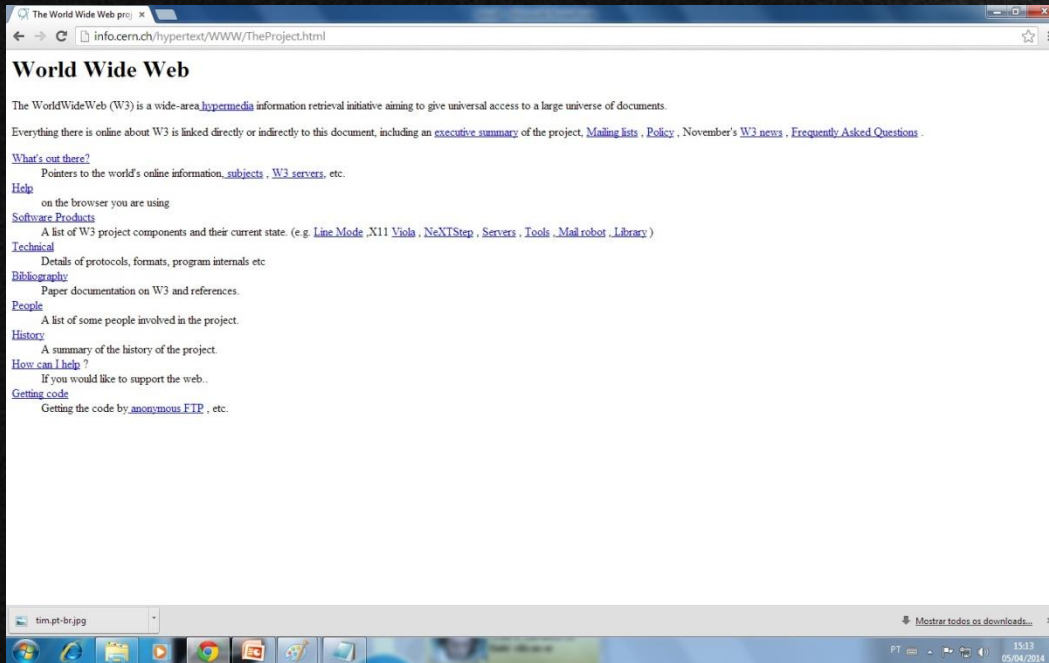 The World Wide Web proj
info.cern.ch/hypertext/WWW/TheProject.html
World Wide Web
The WorldWideWeb (W3) is a wide-area hypermedia information retrieval initiative aiming to give universal access to a large universe of documents.
Everything there is online about W3 is linked directly or indirectly to this document, including an executive summary of the project, Mailing lists , Policy , November's W3 news , Frequently Asked Questions .
What's out there?
Pointers to the world's online information, subjects , W3 servers, etc.
Help
on the browser you are using
Software Products
A list of W3 project components and their current state. (e.g. Line Mode ,X11 Viola , NeXTStep , Servers , Tools , Mail robot , Library )
Technical
Details of protocols, formats, program internals etc
Bibliography
Paper documentation on W3 and references.
People
A list of some people involved in the project.
History
A summary of the history of the project.
How can I help ?
If you would like to support the web..
Getting code
Getting the code by anonymous FTP , etc.
tim.pt-br.jpg
Mostrar todos os downloads...
PT
15:13
05/04/2014